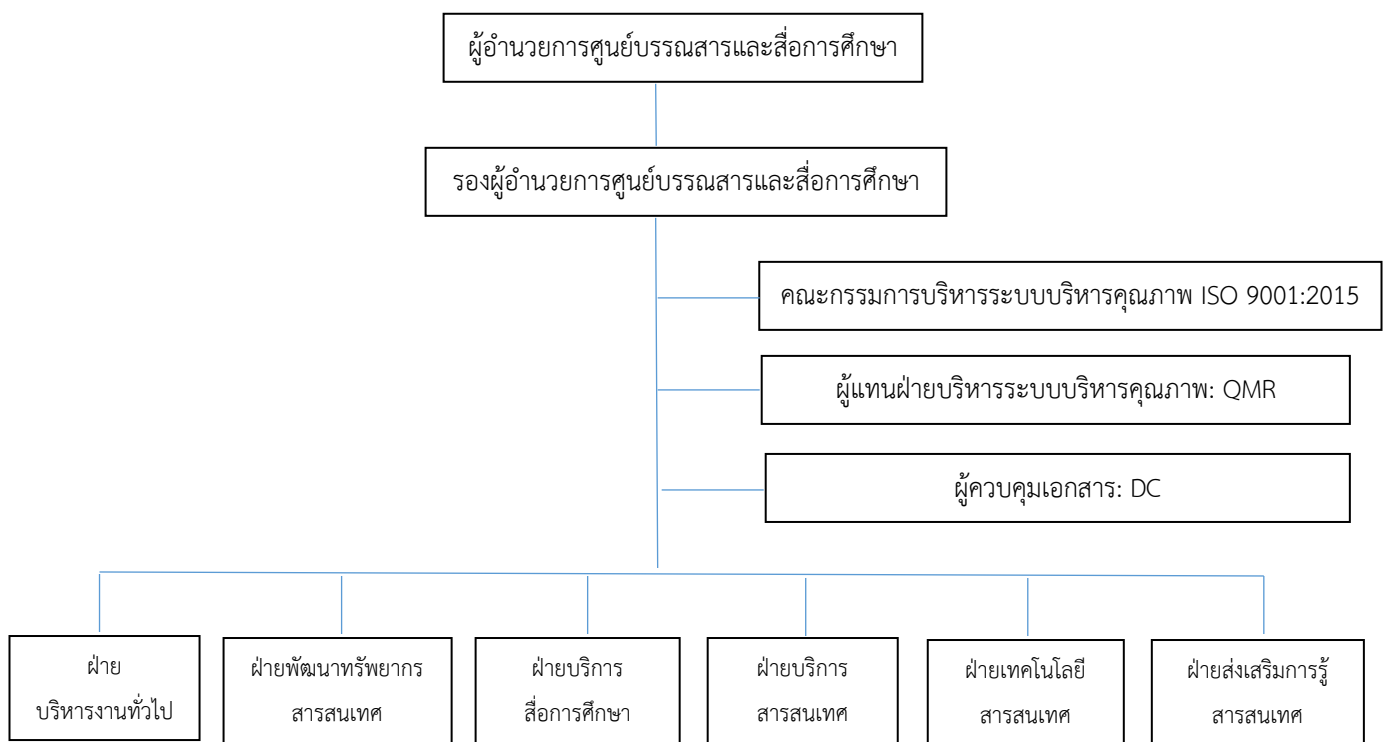 ผู้อำนวยการศูนย์บรรณสารและสื่อการศึกษา
รองผู้อำนวยการศูนย์บรรณสารและสื่อการศึกษา
คณะกรรมการบริหารระบบบริหารคุณภาพ ISO 9001:2015
ผู้แทนฝ่ายบริหารระบบบริหารคุณภาพ: QMR
ผู้ควบคุมเอกสาร: DC
ฝ่าย
บริหารงานทั่วไป
ฝ่ายพัฒนาทรัพยากร
สารสนเทศ
ฝ่ายบริการ
สื่อการศึกษา
ฝ่ายบริการ
สารสนเทศ
ฝ่ายเทคโนโลยี
สารสนเทศ
ฝ่ายส่งเสริมการรู้
สารสนเทศ